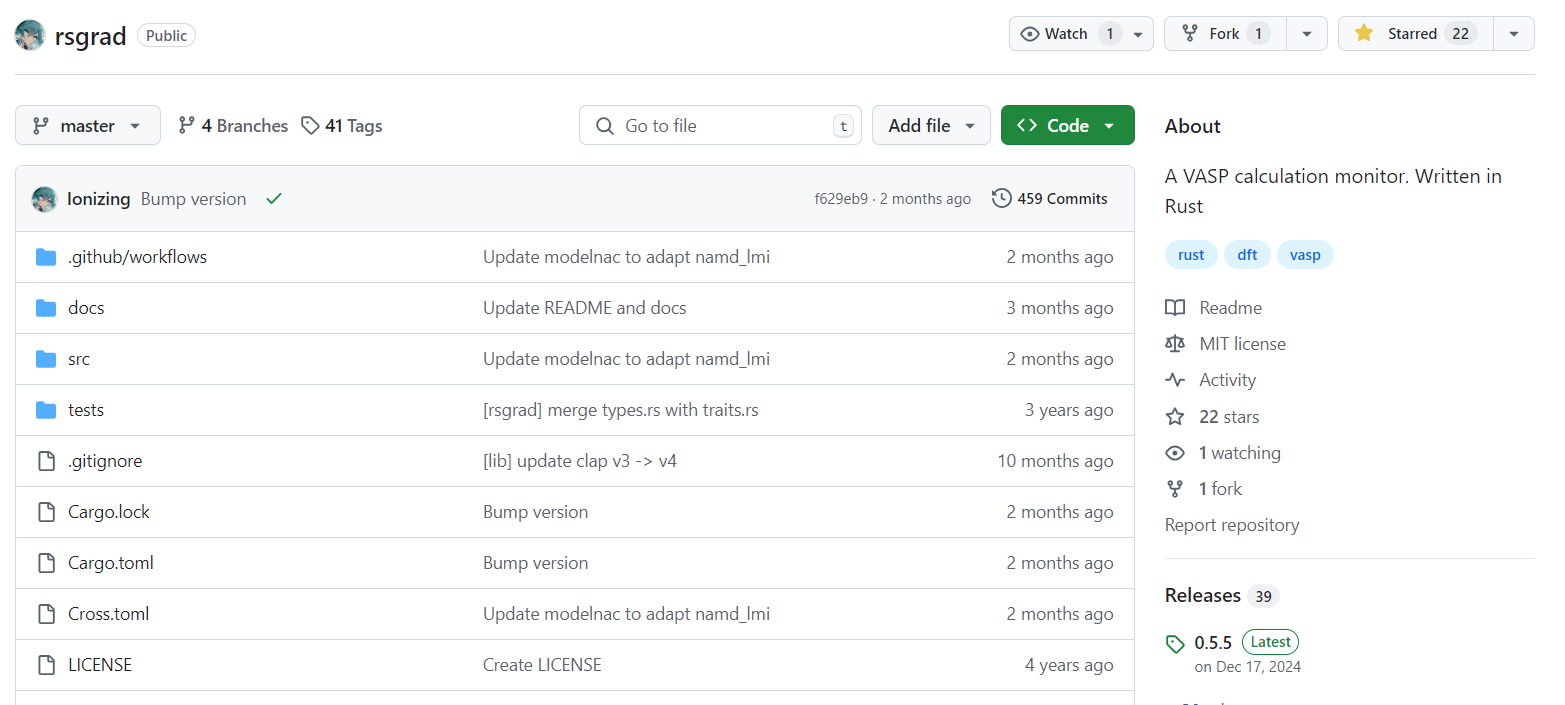 rsgrad Public Watch 1 Fork 1 Starred 22
master 4 Branches 41 Tags Go to file t Add file Code
Ionizing Bump version f629eb9 · 2 months ago 459 Commits
.github/workflows Update modelnac to adapt namd_lmi 2 months ago
docs Update README and docs 3 months ago
src Update modelnac to adapt namd_lmi 2 months ago
tests [rsgrad] merge types.rs with traits.rs 3 years ago
.gitignore [lib] update clap v3 -> v4 10 months ago
Cargo.lock Bump version 2 months ago
Cargo.toml Bump version 2 months ago
Cross.toml Update modelnac to adapt namd_lmi 2 months ago
LICENSE Create LICENSE 4 years ago
About
A VASP calculation monitor. Written in
Rust
rust dft vasp
Readme
MIT license
Activity
22 stars
1 watching
1 fork
Report repository
Releases 39
0.5.5 Latest
on Dec 17, 2024